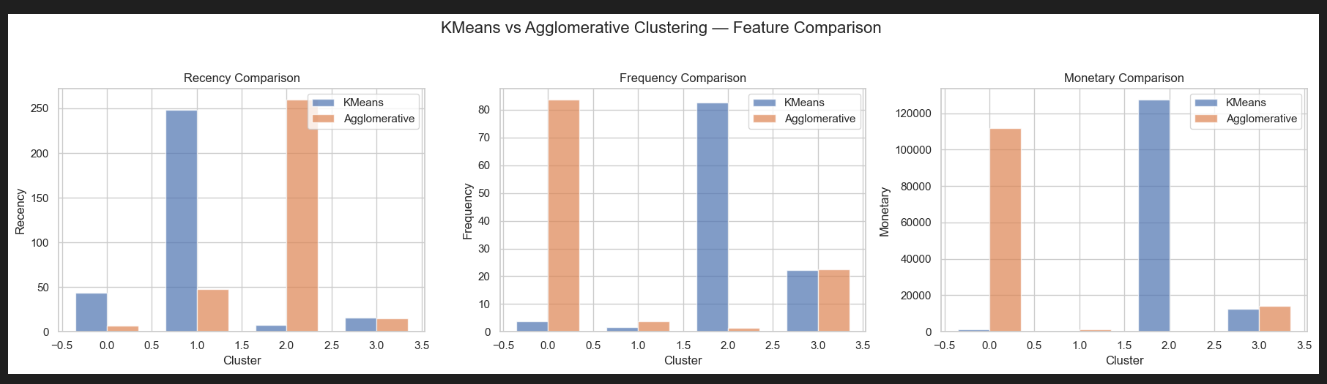 KMeans vs Agglomerative Clustering — Feature Comparison
Recency Comparison
KMeans
Agglomerative
250
200
150
100
50
0
Recency
−0.5 0.0 0.5 1.0 1.5 2.0 2.5 3.0 3.5
Cluster
Frequency Comparison
KMeans
Agglomerative
80
70
60
50
40
30
20
10
0
Frequency
−0.5 0.0 0.5 1.0 1.5 2.0 2.5 3.0 3.5
Cluster
Monetary Comparison
KMeans
Agglomerative
120000
100000
80000
60000
40000
20000
0
Monetary
−0.5 0.0 0.5 1.0 1.5 2.0 2.5 3.0 3.5
Cluster